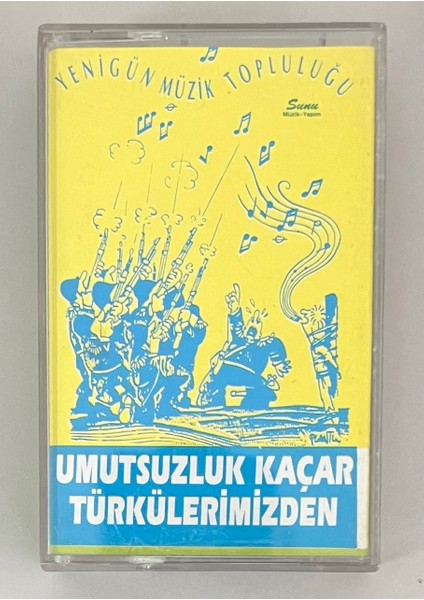 YENİGÜN MÜZİK TOPLULUĞU
Sunu
Müzik-Yapım
UMUTSUZLUK KAÇAR
TÜRKÜLERİMİZDEN